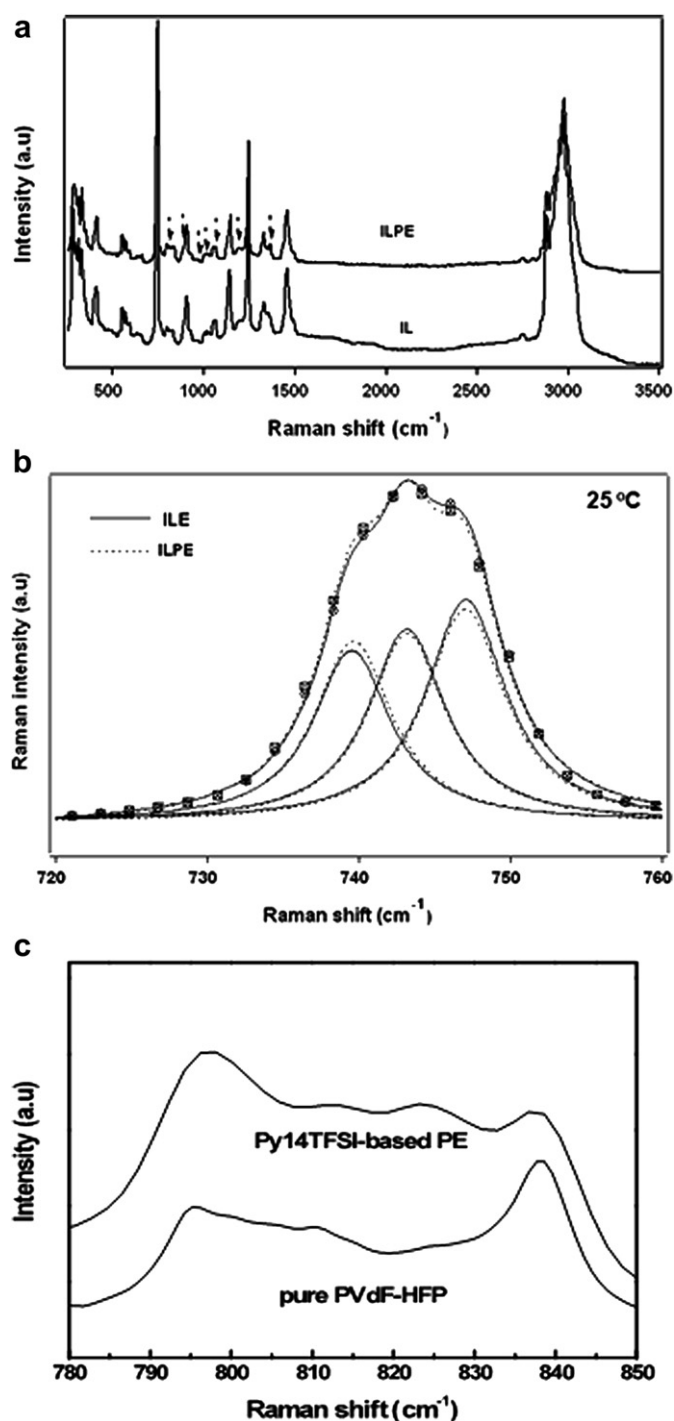 a
Intensity (a.u)
ILPE
IL
500 1000 1500 2000 2500 3000 3500
Raman shift (cm⁻¹)
b
Raman intensity (a.u)
ILE
ILPE
25 ºC
720 730 740 750 760
Raman shift (cm⁻¹)
c
Intensity (a.u)
Py14TFSI-based PE
pure PVdF-HFP
780 790 800 810 820 830 840 850
Raman shift (cm⁻¹)